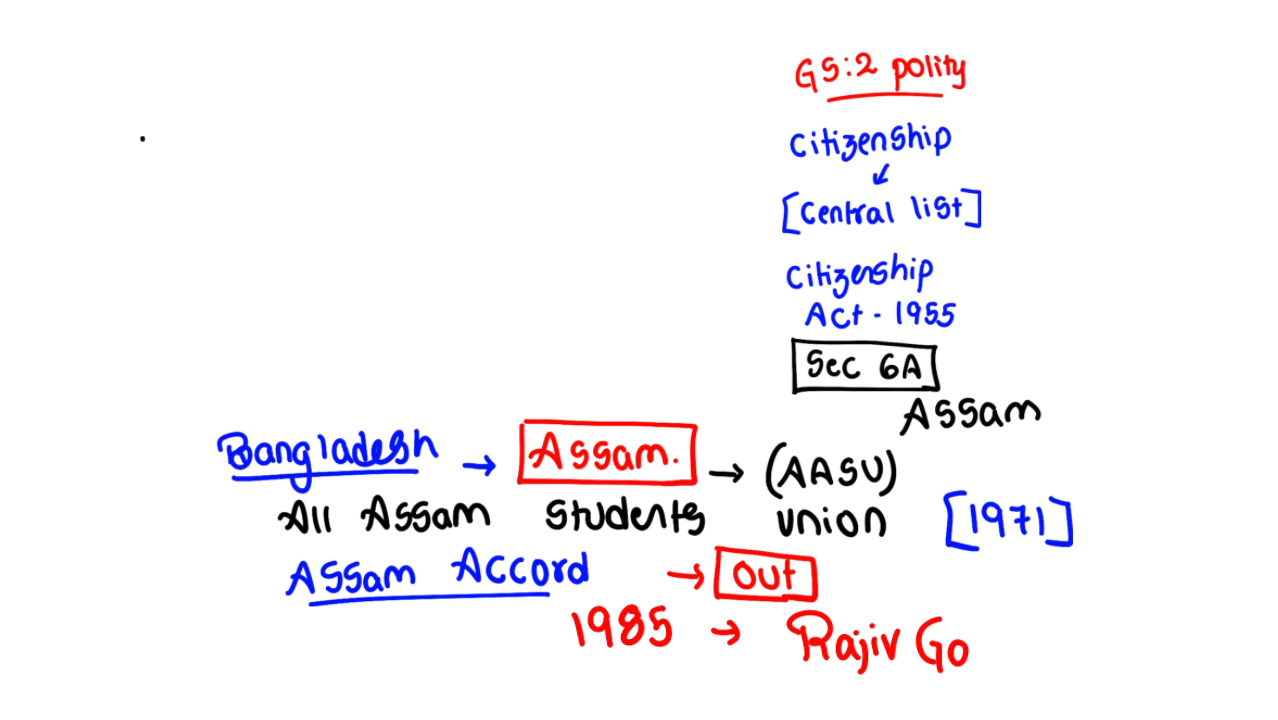 GS:2 polity
Citizenship
↙
[Central list]
Citizenship
Act - 1955
Sec 6A
Assam
Bangladesh → Assam. → (AASU)
All Assam students union [1971]
Assam Accord → out
1985 → Rajiv Go